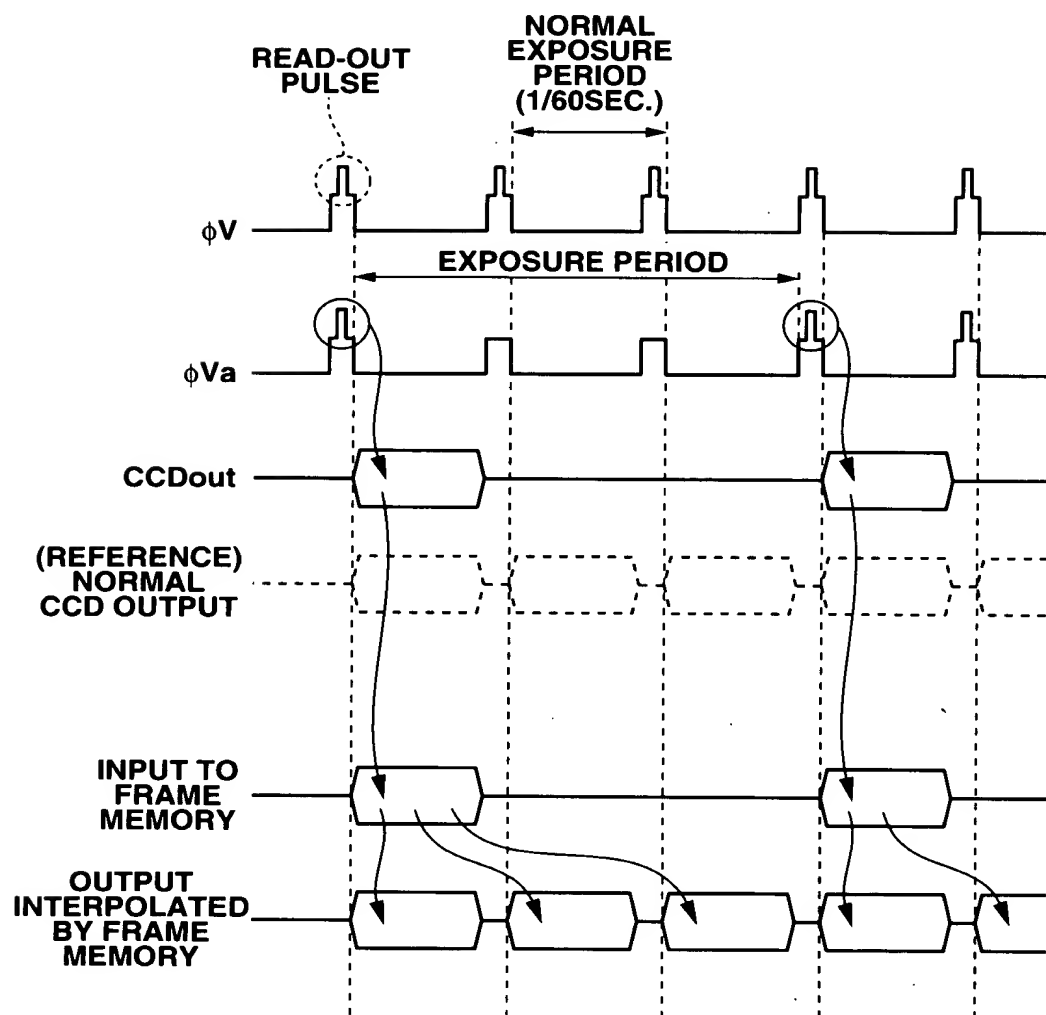 READ-OUT
PULSE
NORMAL
EXPOSURE
PERIOD
(1/60SEC.)
ϕV
EXPOSURE PERIOD
ϕVa
CCDout
(REFERENCE)
NORMAL
CCD OUTPUT
INPUT TO
FRAME
MEMORY
OUTPUT
INTERPOLATED
BY FRAME
MEMORY